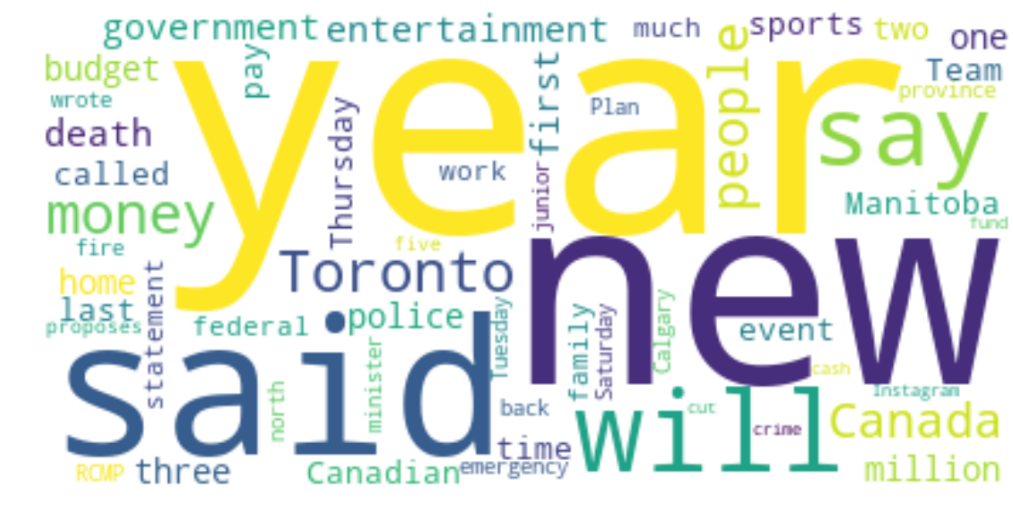 government
entertainment
much
sports
two
one
budget
pay
year
first
Plan
people
Team
wrote
province
death
Thursday
say
called
work
junior
Manitoba
money
fund
fire
five
new
home
Toronto
last
statement
proposes
federal
police
Tuesday
family
Saturday
Calgary
event
said
north
minister
cash
Instagram
back
will
cut
crime
Canada
time
RCMP
three
Canadian
emergency
million